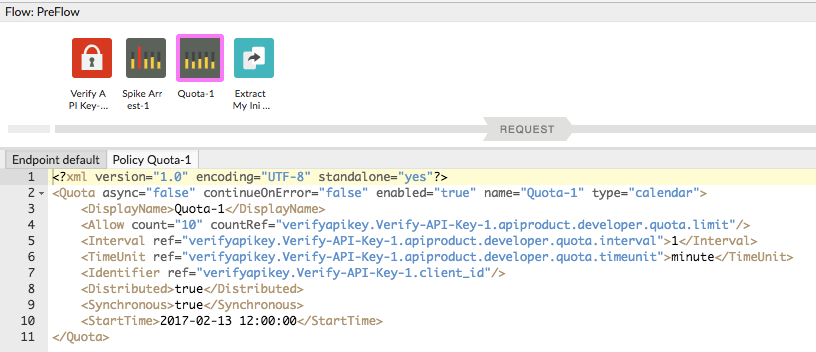 Flow: PreFlow
Verify A
PI Key-...
Spike Arr
est-1
Quota-1
Extract
My Ini ...
REQUEST
Endpoint default
Policy Quota-1
1 <?xml version="1.0" encoding="UTF-8" standalone="yes"?>
2 <Quota async="false" continueOnError="false" enabled="true" name="Quota-1" type="calendar">
3 <DisplayName>Quota-1</DisplayName>
4 <Allow count="10" countRef="verifyapikey.Verify-API-Key-1.apiproduct.developer.quota.limit"/>
5 <Interval ref="verifyapikey.Verify-API-Key-1.apiproduct.developer.quota.interval">1</Interval>
6 <TimeUnit ref="verifyapikey.Verify-API-Key-1.apiproduct.developer.quota.timeunit">minute</TimeUnit>
7 <Identifier ref="verifyapikey.Verify-API-Key-1.client_id"/>
8 <Distributed>true</Distributed>
9 <Synchronous>true</Synchronous>
10 <StartTime>2017-02-13 12:00:00</StartTime>
11 </Quota>